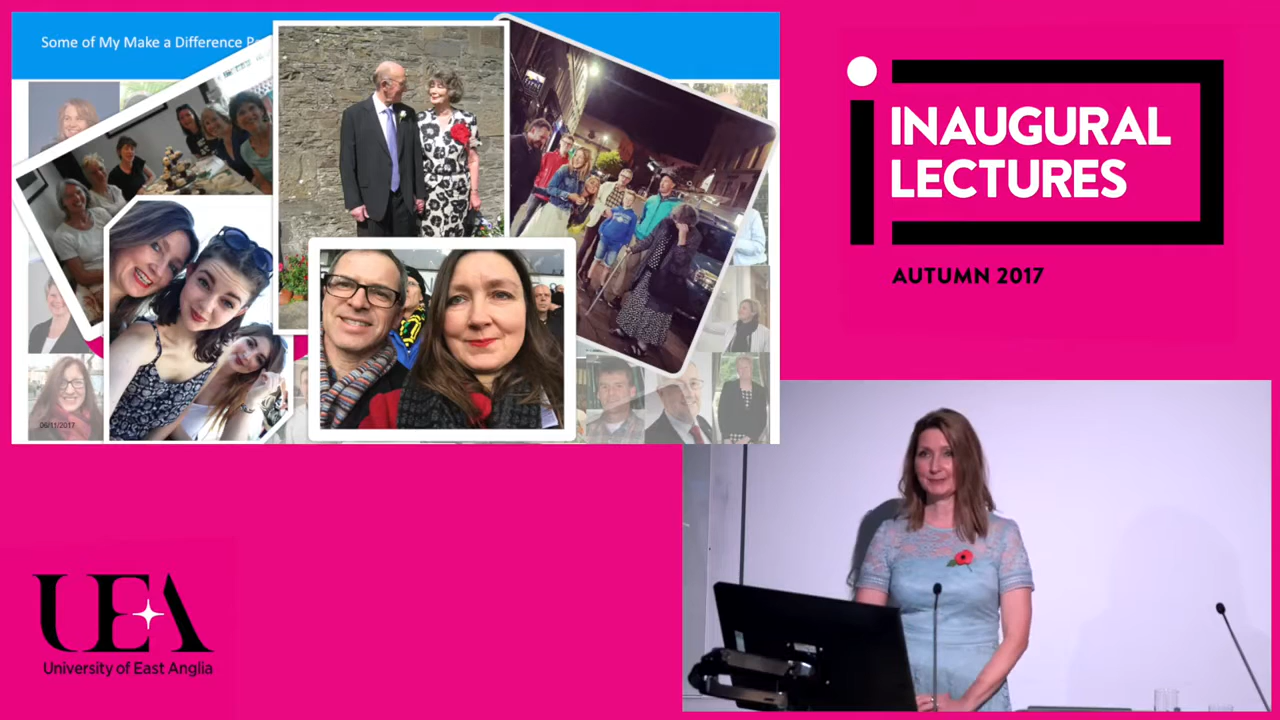 Some of My Make a Difference
INAUGURAL
LECTURES
AUTUMN 2017
06/11/2017
UEA
University of East Anglia